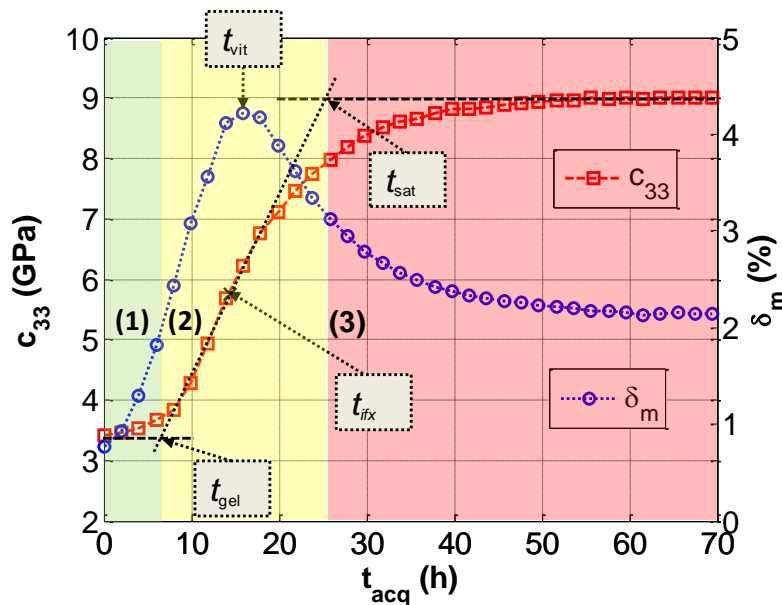 t_vit
t_sat
t_ifx
t_gel
(1)
(2)
(3)
c_33
δ_m
10
9
8
7
6
5
4
3
2
c_33 (GPa)
5
4
3
2
1
0
δ_m (%)
0
10
20
30
40
50
60
70
t_acq (h)